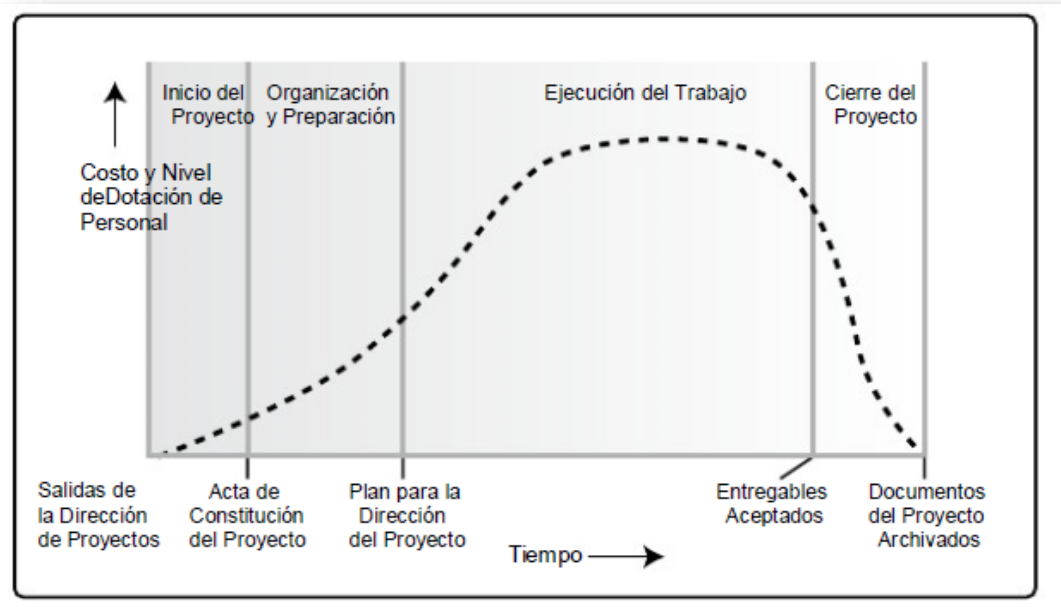 Inicio del
Proyecto
Organización
y Preparación
Ejecución del Trabajo
Cierre del
Proyecto
Costo y Nivel
deDotación de
Personal
Salidas de
la Dirección
de Proyectos
Acta de
Constitución
del Proyecto
Plan para la
Dirección
del Proyecto
Entregables
Aceptados
Documentos
del Proyecto
Archivados
Tiempo